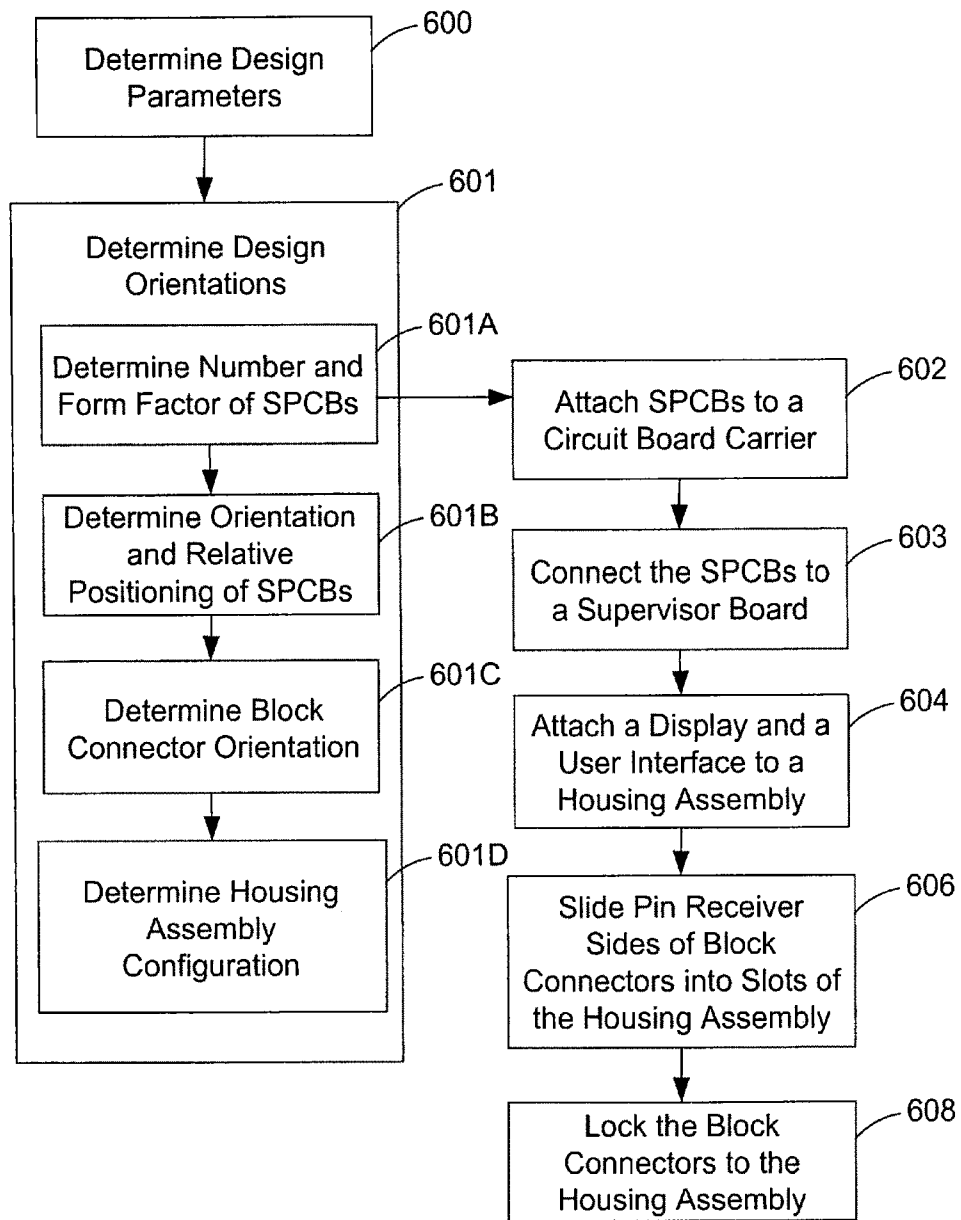 600
Determine Design
Parameters
601
Determine Design
Orientations
601A
Determine Number and
Form Factor of SPCBs
601B
Determine Orientation
and Relative
Positioning of SPCBs
601C
Determine Block
Connector Orientation
601D
Determine Housing
Assembly
Configuration
602
Attach SPCBs to a
Circuit Board Carrier
603
Connect the SPCBs to
a Supervisor Board
604
Attach a Display and a
User Interface to a
Housing Assembly
606
Slide Pin Receiver
Sides of Block
Connectors into Slots of
the Housing Assembly
608
Lock the Block
Connectors to the
Housing Assembly